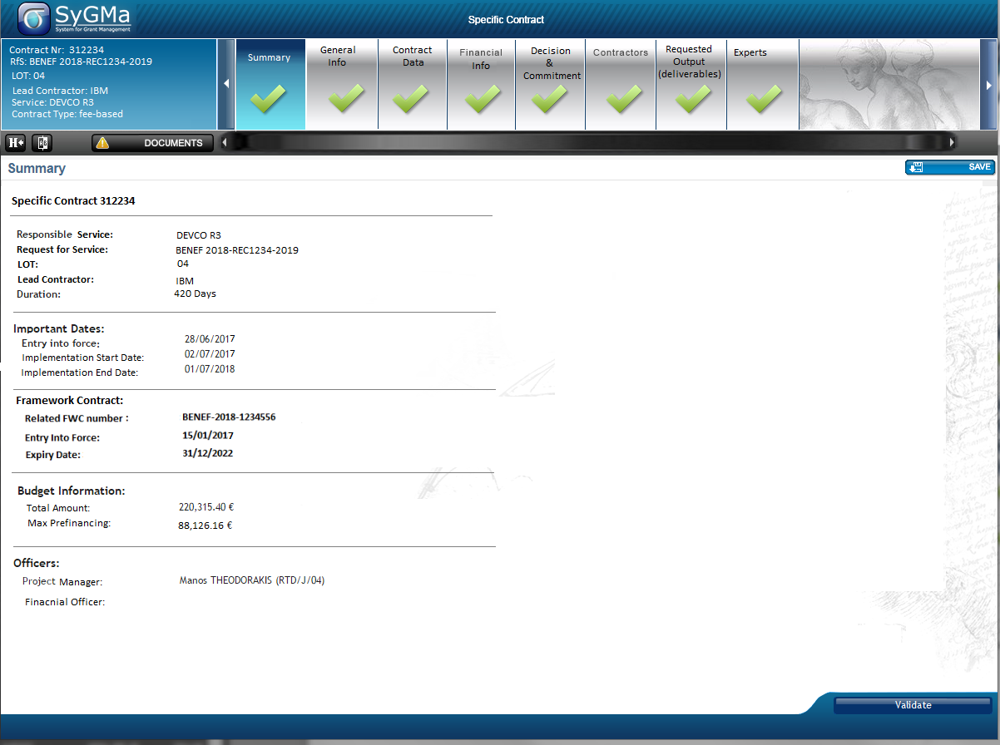 SyGMa
System for Grant Management
Specific Contract
Contract Nr: 312234
RfS: BENEF 2018-REC1234-2019
LOT: 04
Lead Contractor: IBM
Service: DEVCO R3
Contract Type: fee-based
Summary
General
Info
Contract
Data
Financial
Info
Decision
&
Commitment
Contractors
Requested
Output
(deliverables)
Experts
DOCUMENTS
Summary
SAVE
Specific Contract 312234
Responsible Service: DEVCO R3
Request for Service: BENEF 2018-REC1234-2019
LOT: 04
Lead Contractor: IBM
Duration: 420 Days
Important Dates:
Entry into force: 28/06/2017
Implementation Start Date: 02/07/2017
Implementation End Date: 01/07/2018
Framework Contract:
Related FWC number : BENEF-2018-1234556
Entry Into Force: 15/01/2017
Expiry Date: 31/12/2022
Budget Information:
Total Amount: 220,315.40 €
Max Prefinancing: 88,126.16 €
Officers:
Project Manager: Manos THEODORAKIS (RTD/J/04)
Finacnial Officer:
Validate